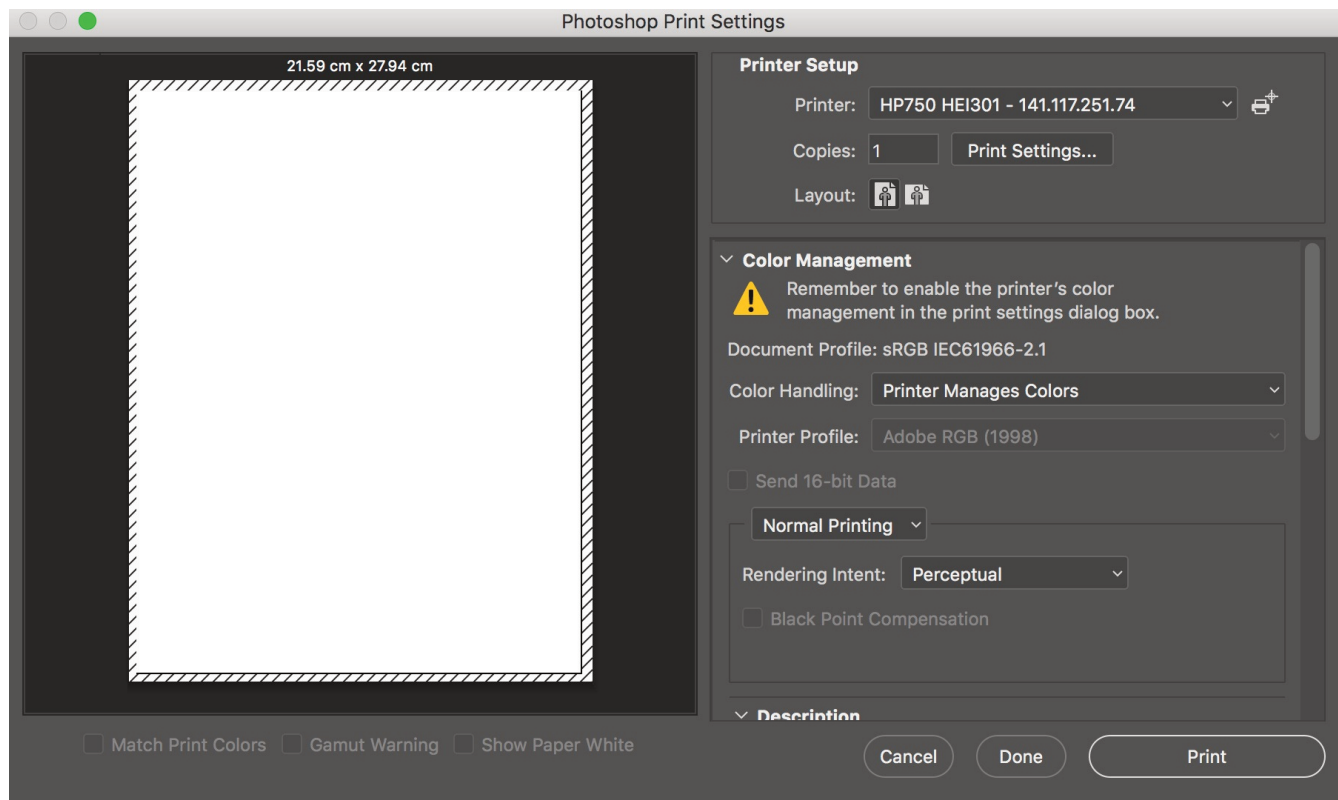 Photoshop Print Settings
21.59 cm x 27.94 cm
Printer Setup
Printer: HP750 HEI301 - 141.117.251.74
Copies: 1 Print Settings...
Layout:
Color Management
Remember to enable the printer's color
management in the print settings dialog box.
Document Profile: sRGB IEC61966-2.1
Color Handling: Printer Manages Colors
Printer Profile: Adobe RGB (1998)
Send 16-bit Data
Normal Printing
Rendering Intent: Perceptual
Black Point Compensation
Description
Match Print Colors Gamut Warning Show Paper White
Cancel Done Print